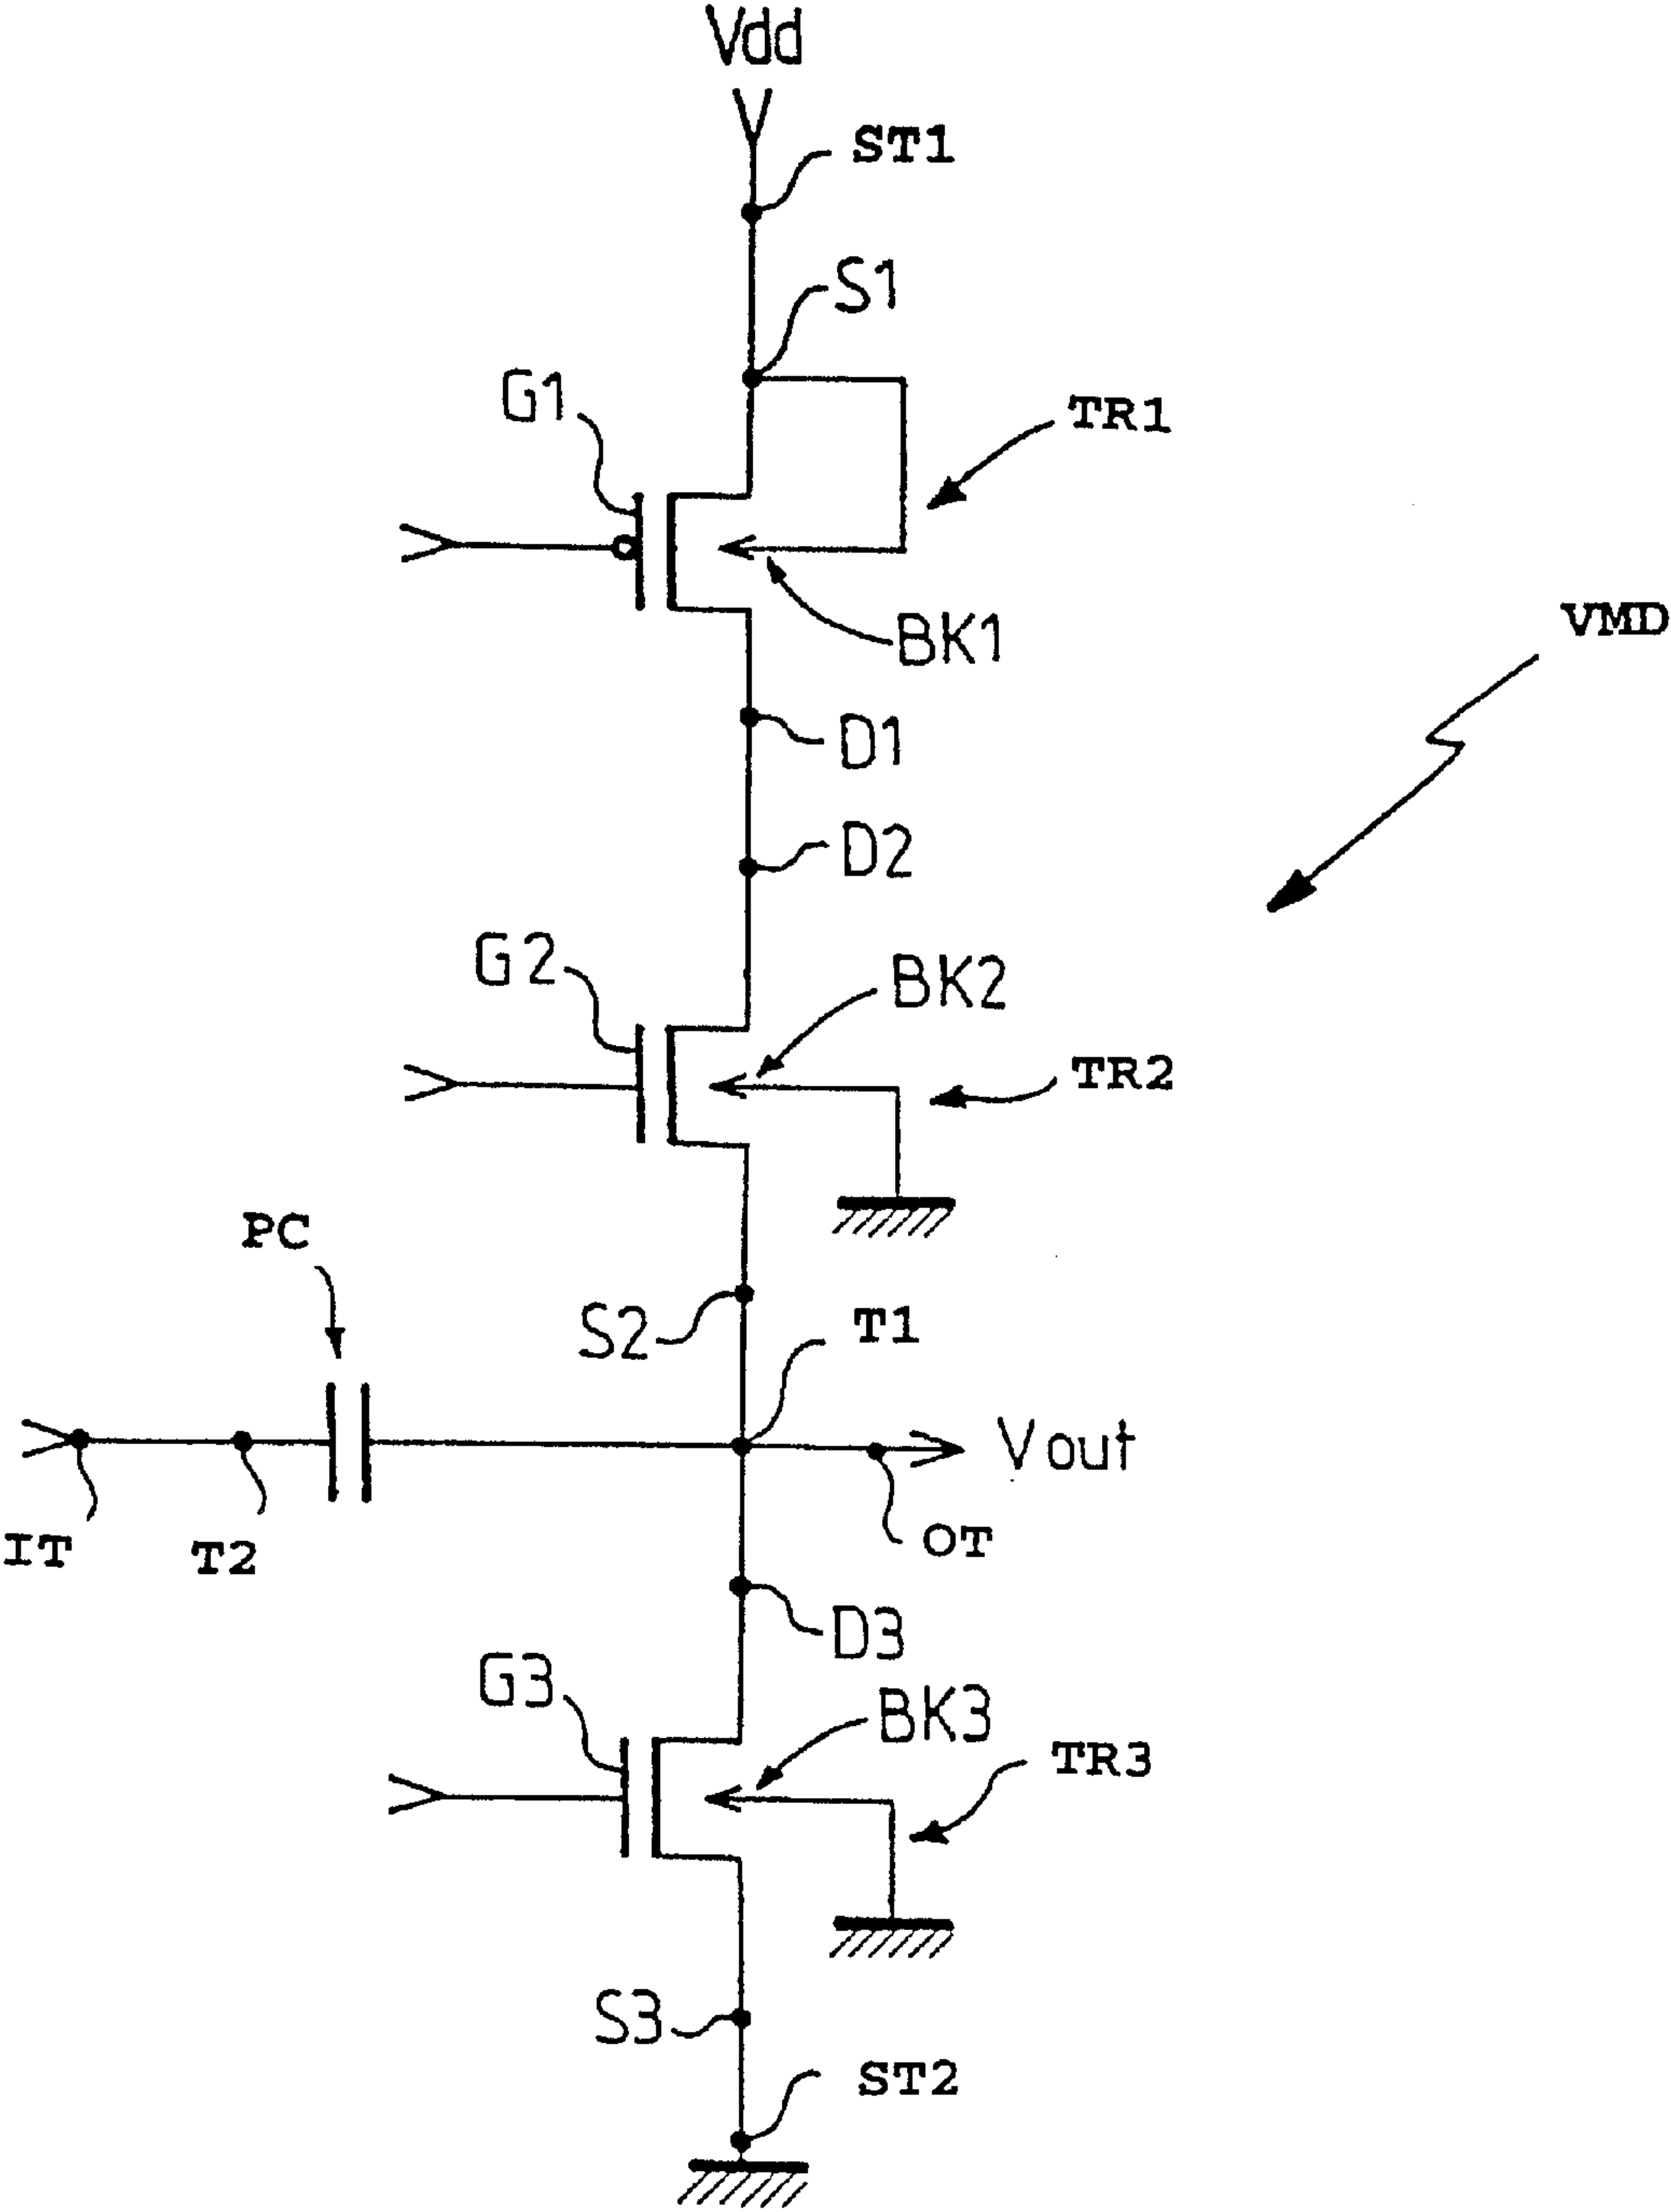 Vdd
ST1
S1
G1
TR1
BK1
VMD
D1
D2
G2
BK2
TR2
PC
S2
T1
Vout
IT
T2
OT
D3
G3
BK3
TR3
S3
ST2